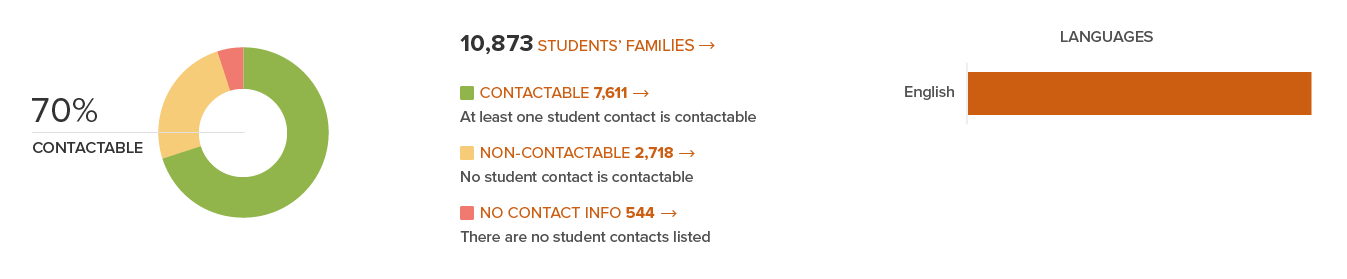 70%
CONTACTABLE
10,873 STUDENTS’ FAMILIES →
CONTACTABLE 7,611 →
At least one student contact is contactable
NON-CONTACTABLE 2,718 →
No student contact is contactable
NO CONTACT INFO 544 →
There are no student contacts listed
LANGUAGES
English